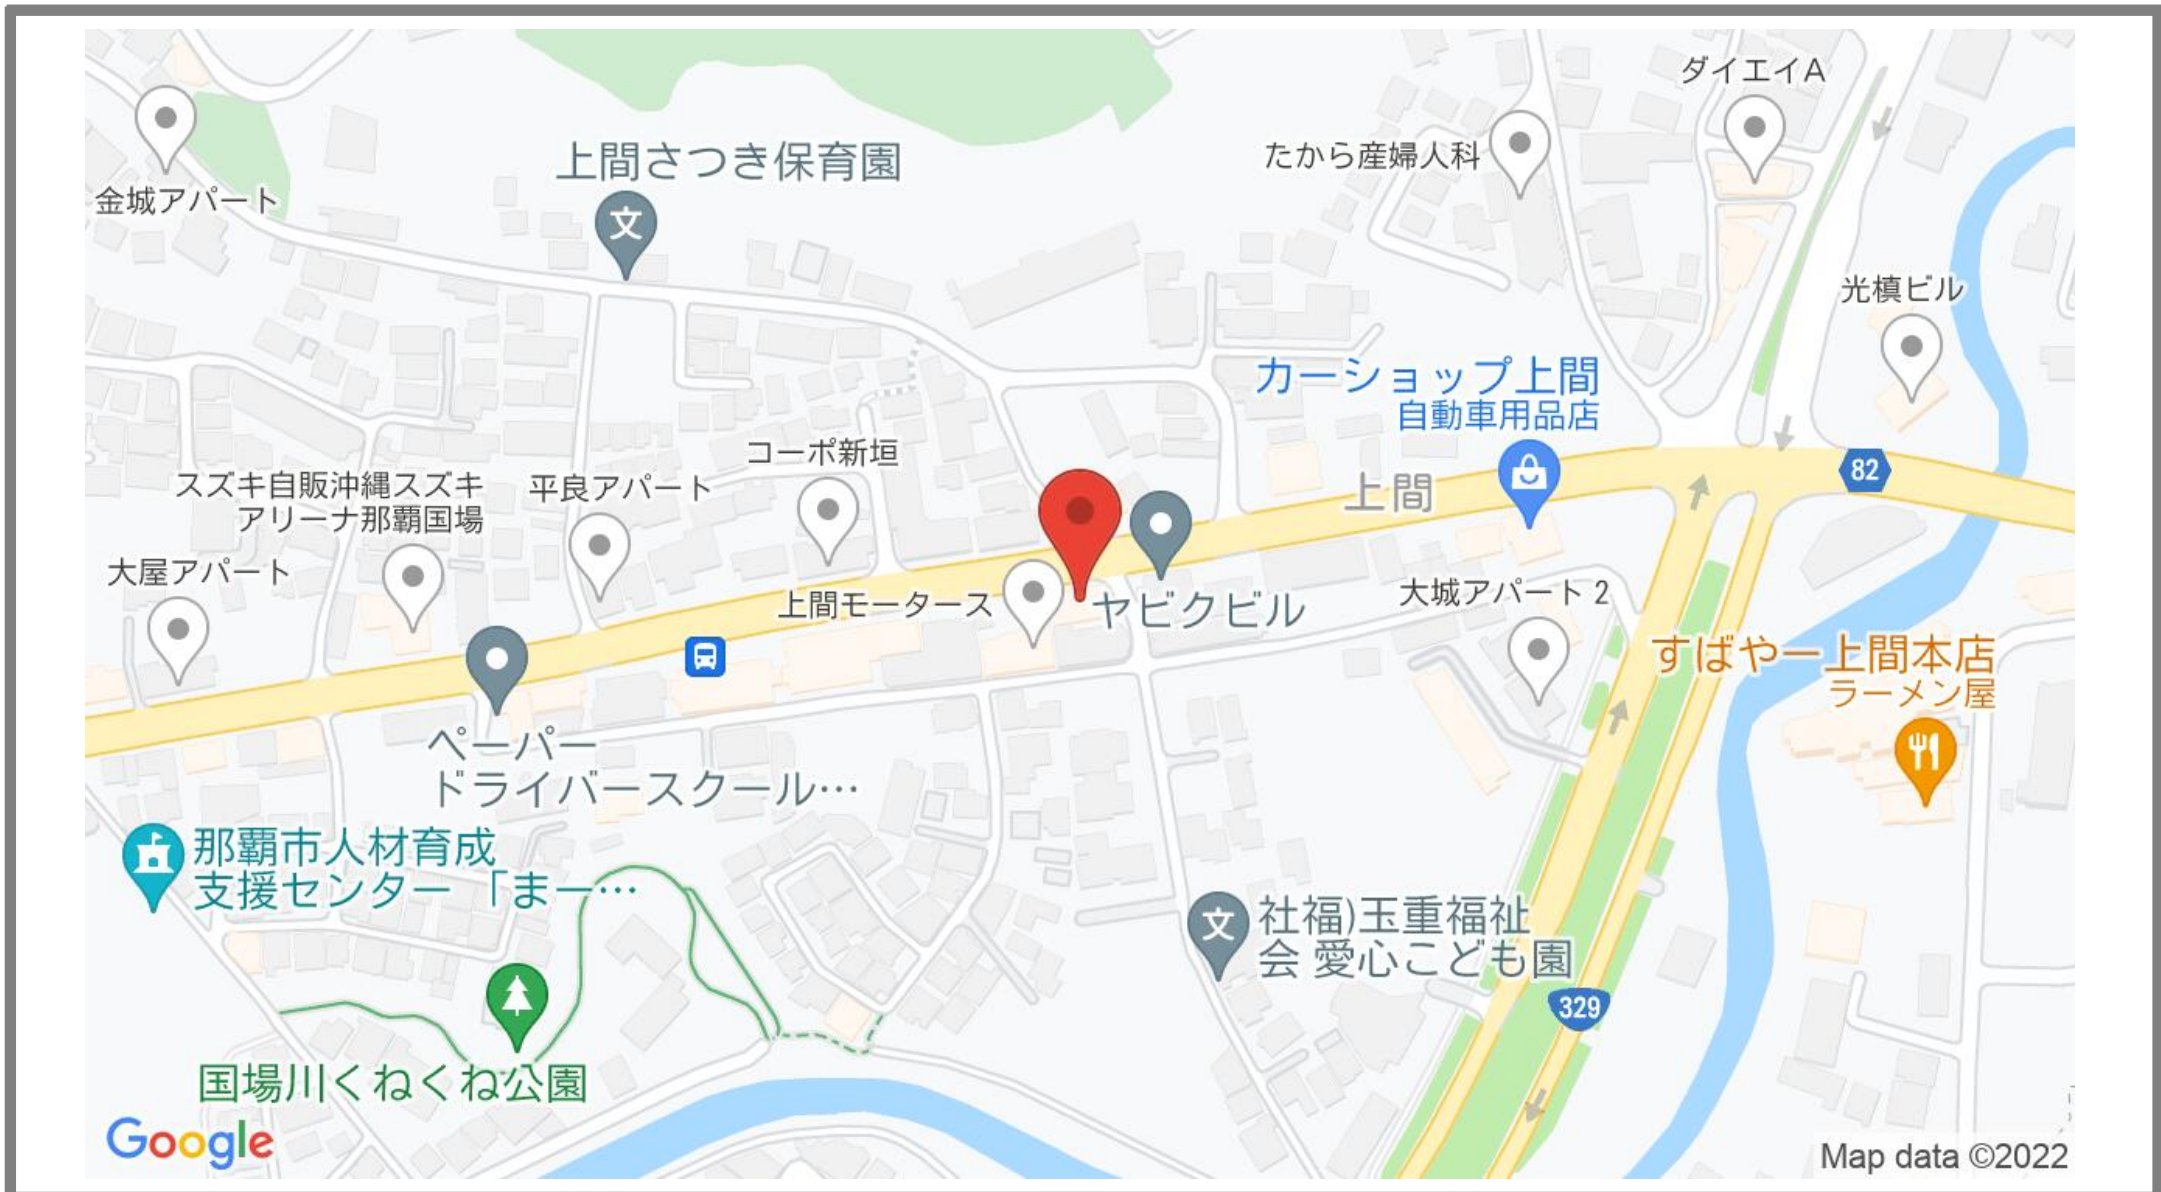 ダイエイA
たから産婦人科
上間さつき保育園
文
金城アパート
光槙ビル
カーショップ上間
自動車用品店
コーポ新垣
82
スズキ自販沖縄スズキ
アリーナ那覇国場
平良アパート
上間
大屋アパート
上間モータース
ヤビクビル
大城アパート 2
すばやー上間本店
ラーメン屋
ペーパー
ドライバースクール…
那覇市人材育成
支援センター 「まー…
文
社福)玉重福祉
会 愛心こども園
329
国場川くねくね公園
Google
Map data ©2022